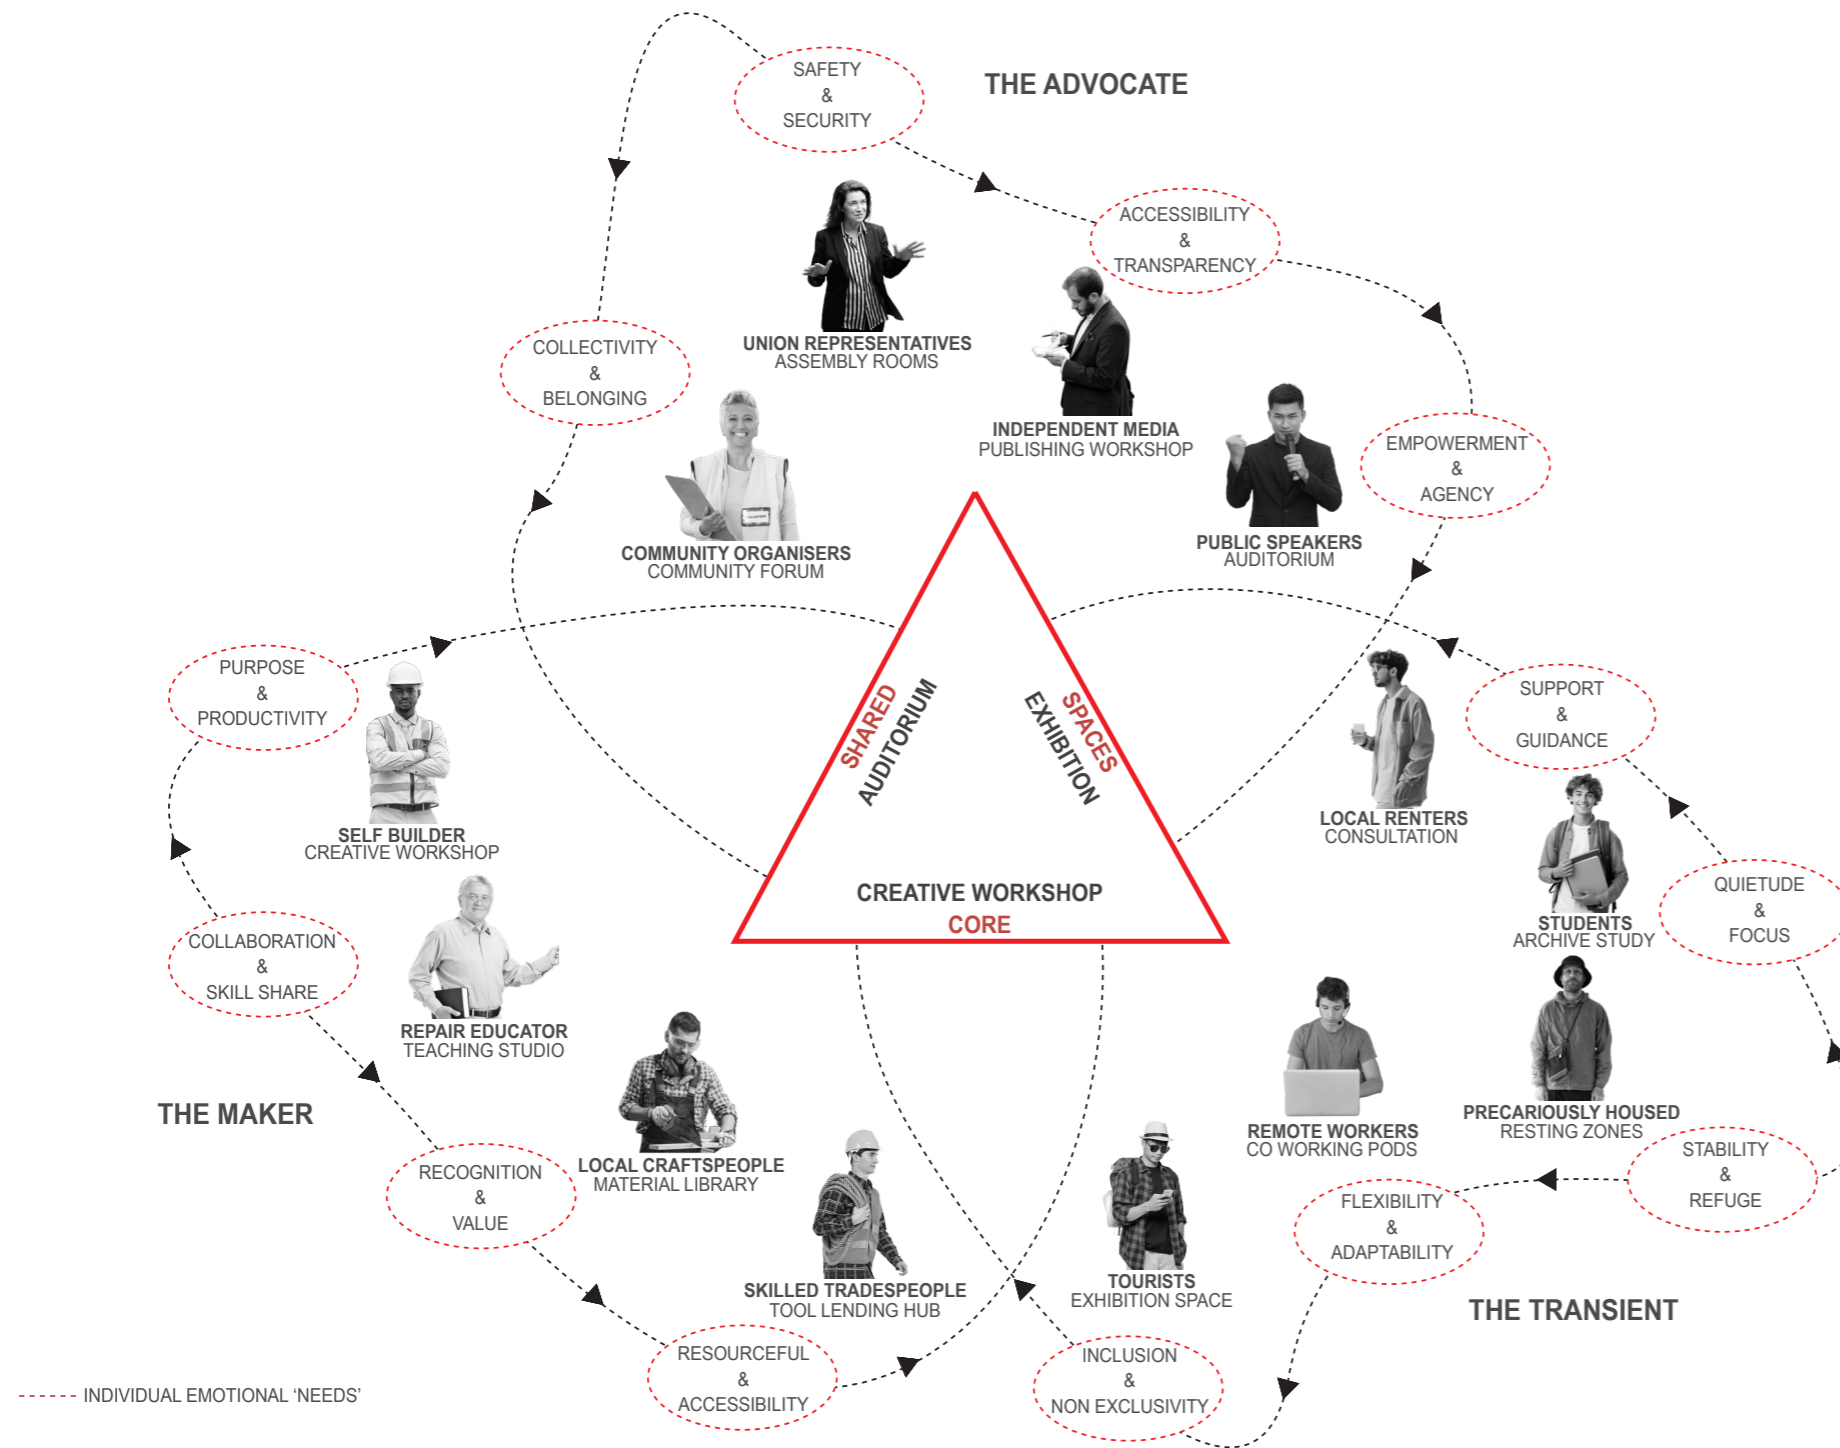 SAFETY
&
SECURITY
THE ADVOCATE
ACCESSIBILITY
&
TRANSPARENCY
UNION REPRESENTATIVES
ASSEMBLY ROOMS
COLLECTIVITY
&
BELONGING
INDEPENDENT MEDIA
PUBLISHING WORKSHOP
EMPOWERMENT
&
AGENCY
COMMUNITY ORGANISERS
COMMUNITY FORUM
PUBLIC SPEAKERS
AUDITORIUM
PURPOSE
&
PRODUCTIVITY
SHARED
AUDITORIUM
SPACES
EXHIBITION
CREATIVE WORKSHOP
CORE
SUPPORT
&
GUIDANCE
SELF BUILDER
CREATIVE WORKSHOP
LOCAL RENTERS
CONSULTATION
QUIETUDE
&
FOCUS
STUDENTS
ARCHIVE STUDY
COLLABORATION
&
SKILL SHARE
REPAIR EDUCATOR
TEACHING STUDIO
THE MAKER
PRECARIOUSLY HOUSED
RESTING ZONES
REMOTE WORKERS
CO WORKING PODS
STABILITY
&
REFUGE
RECOGNITION
&
VALUE
LOCAL CRAFTSPEOPLE
MATERIAL LIBRARY
FLEXIBILITY
&
ADAPTABILITY
SKILLED TRADESPEOPLE
TOOL LENDING HUB
TOURISTS
EXHIBITION SPACE
THE TRANSIENT
RESOURCEFUL
&
ACCESSIBILITY
INCLUSION
&
NON EXCLUSIVITY
INDIVIDUAL EMOTIONAL ‘NEEDS’